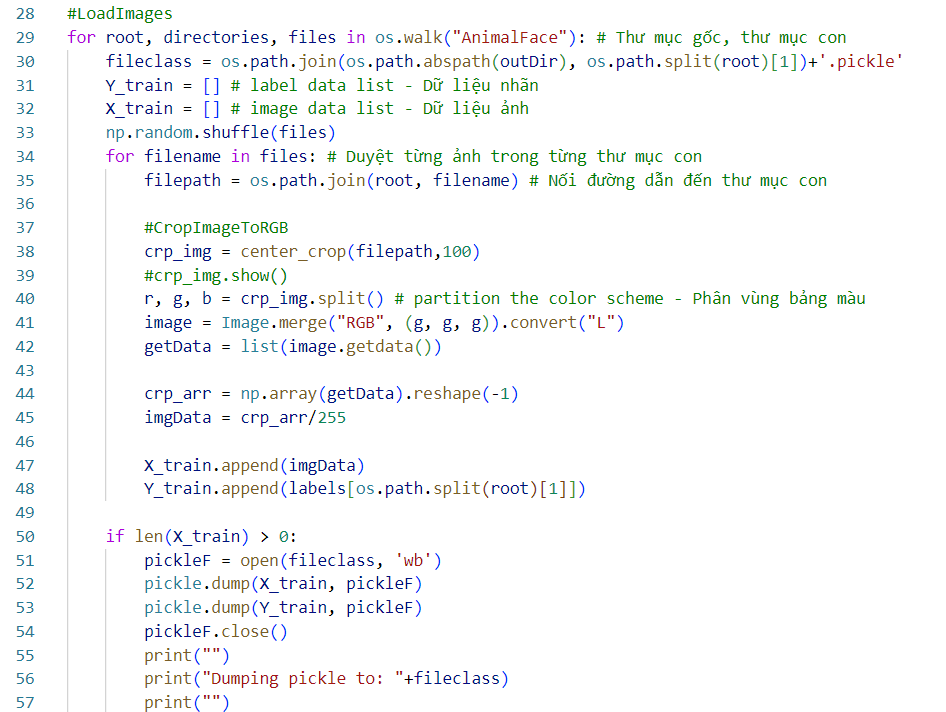 28 #LoadImages
29 for root, directories, files in os.walk("AnimalFace"): # Thư mục gốc, thư mục con
30     fileclass = os.path.join(os.path.abspath(outDir), os.path.split(root)[1])+'.pickle'
31     Y_train = [] # label data list - Dữ liệu nhãn
32     X_train = [] # image data list - Dữ liệu ảnh
33     np.random.shuffle(files)
34     for filename in files: # Duyệt từng ảnh trong từng thư mục con
35         filepath = os.path.join(root, filename) # Nối đường dẫn đến thư mục con
36
37         #CropImageToRGB
38         crp_img = center_crop(filepath,100)
39         #crp_img.show()
40         r, g, b = crp_img.split() # partition the color scheme - Phân vùng bảng màu
41         image = Image.merge("RGB", (g, g, g)).convert("L")
42         getData = list(image.getdata())
43
44         crp_arr = np.array(getData).reshape(-1)
45         imgData = crp_arr/255
46
47         X_train.append(imgData)
48         Y_train.append(labels[os.path.split(root)[1]])
49
50     if len(X_train) > 0:
51         pickleF = open(fileclass, 'wb')
52         pickle.dump(X_train, pickleF)
53         pickle.dump(Y_train, pickleF)
54         pickleF.close()
55         print("")
56         print("Dumping pickle to: "+fileclass)
57         print("")